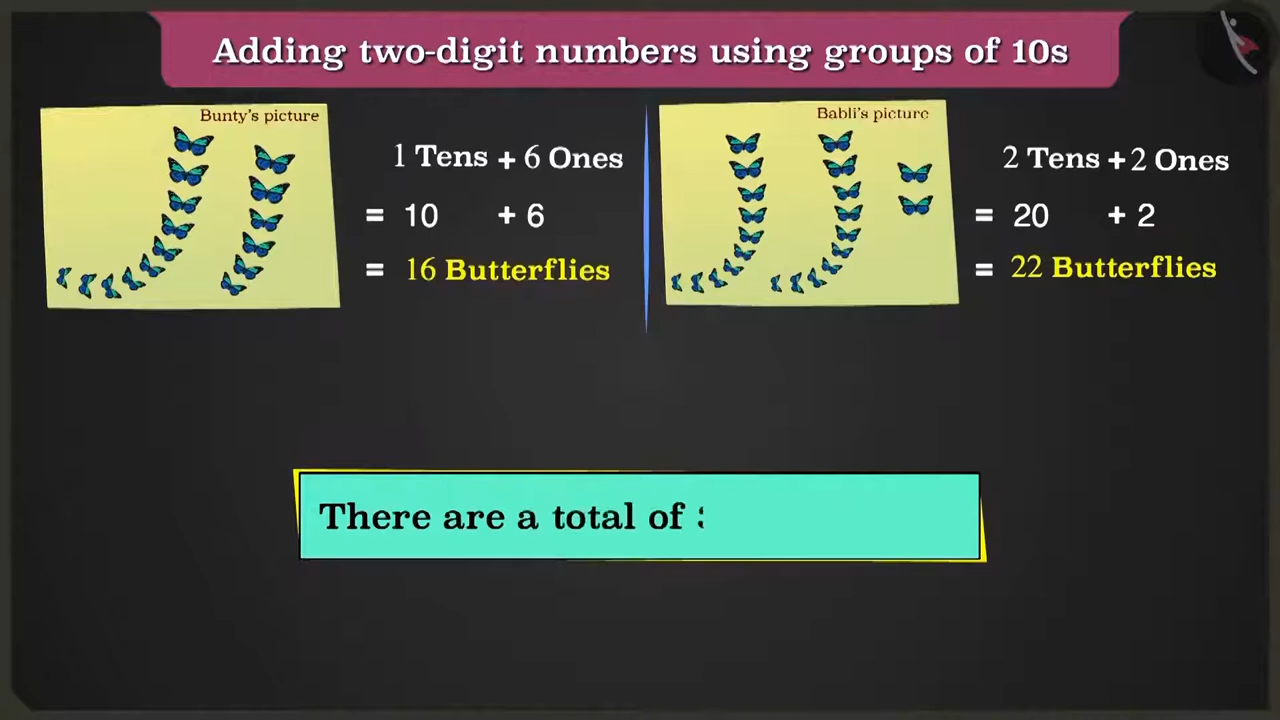 Adding two-digit numbers using groups of 10s
Bunty's picture
1 Tens + 6 Ones
= 10 + 6
= 16 Butterflies
Babli's picture
2 Tens + 2 Ones
= 20 + 2
= 22 Butterflies
There are a total of